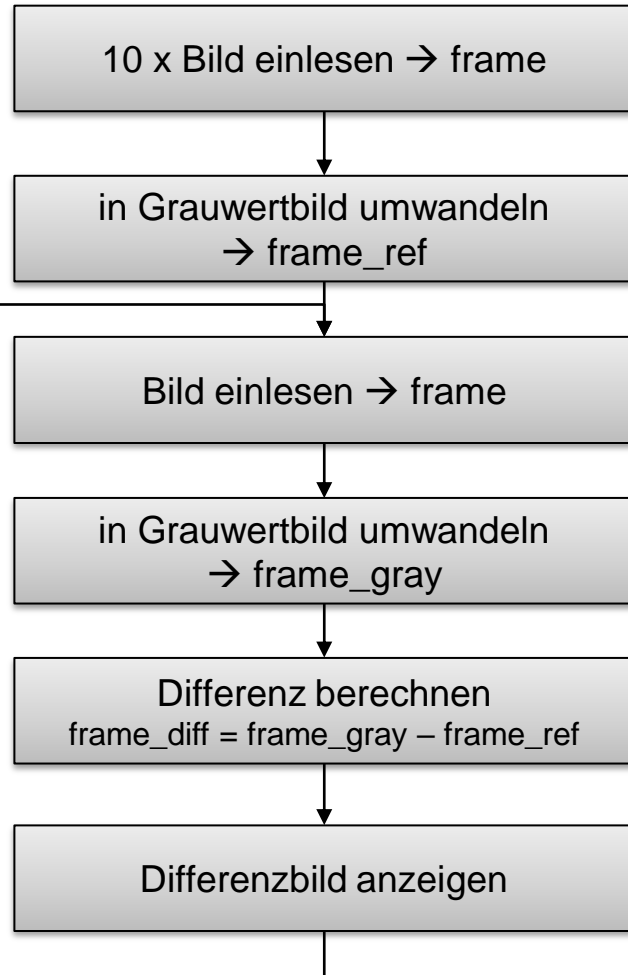 10 x Bild einlesen → frame
in Grauwertbild umwandeln
→ frame_ref
Bild einlesen → frame
in Grauwertbild umwandeln
→ frame_gray
Differenz berechnen
frame_diff = frame_gray – frame_ref
Differenzbild anzeigen